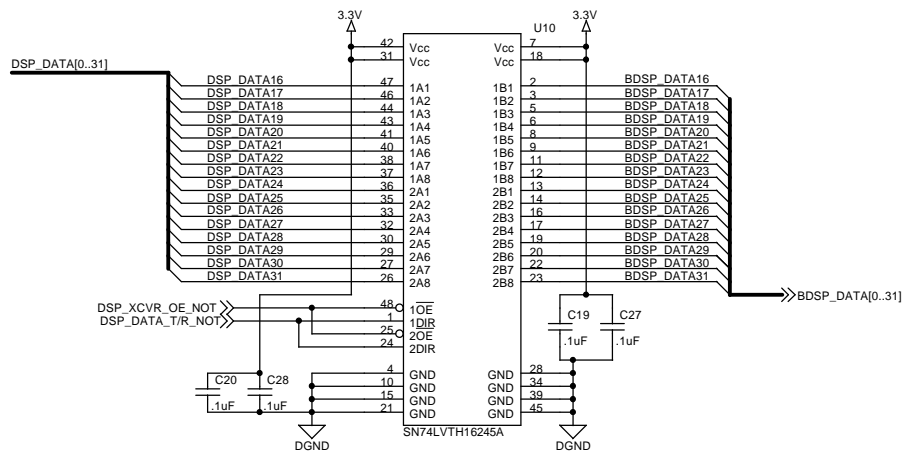 3.3V 3.3V
U10
42 Vcc Vcc 7
31 Vcc Vcc 18
DSP_DATA[0..31]
DSP_DATA16 47 1A1 1B1 2 BDSP_DATA16
DSP_DATA17 46 1A2 1B2 3 BDSP_DATA17
DSP_DATA18 44 1A3 1B3 5 BDSP_DATA18
DSP_DATA19 43 1A4 1B4 6 BDSP_DATA19
DSP_DATA20 41 1A5 1B5 8 BDSP_DATA20
DSP_DATA21 40 1A6 1B6 9 BDSP_DATA21
DSP_DATA22 38 1A7 1B7 11 BDSP_DATA22
DSP_DATA23 37 1A8 1B8 12 BDSP_DATA23
DSP_DATA24 36 2A1 2B1 13 BDSP_DATA24
DSP_DATA25 35 2A2 2B2 14 BDSP_DATA25
DSP_DATA26 33 2A3 2B3 16 BDSP_DATA26
DSP_DATA27 32 2A4 2B4 17 BDSP_DATA27
DSP_DATA28 30 2A5 2B5 19 BDSP_DATA28
DSP_DATA29 29 2A6 2B6 20 BDSP_DATA29
DSP_DATA30 27 2A7 2B7 22 BDSP_DATA30
DSP_DATA31 26 2A8 2B8 23 BDSP_DATA31
BDSP_DATA[0..31]
DSP_XCVR_OE_NOT 48 1OE
DSP_DATA_T/R_NOT 1 1DIR
25 2OE
24 2DIR
C19 C27
.1uF .1uF
4 GND GND 28
10 GND GND 34
15 GND GND 39
21 GND GND 45
C20 C28
.1uF .1uF
SN74LVTH16245A
DGND DGND